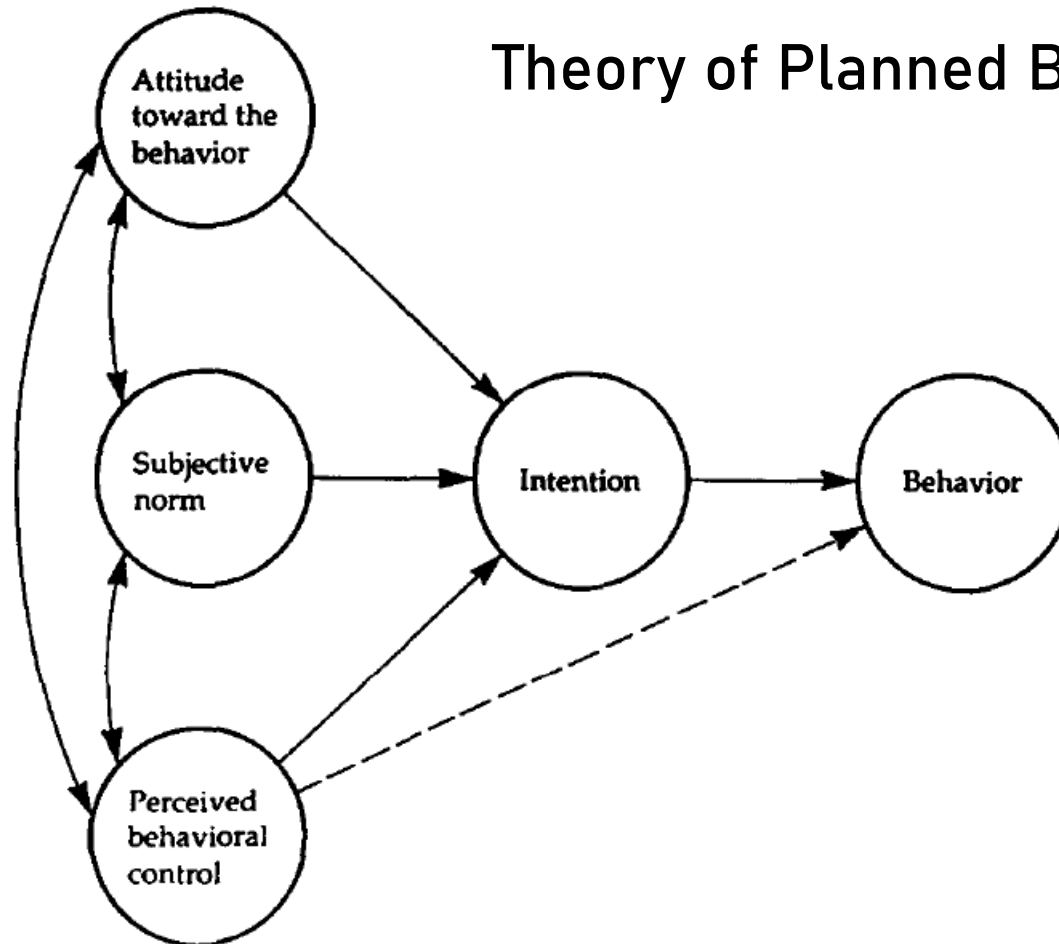 Theory of Planned B
Attitude
toward the
behavior
Subjective
norm
Intention
Behavior
Perceived
behavioral
control